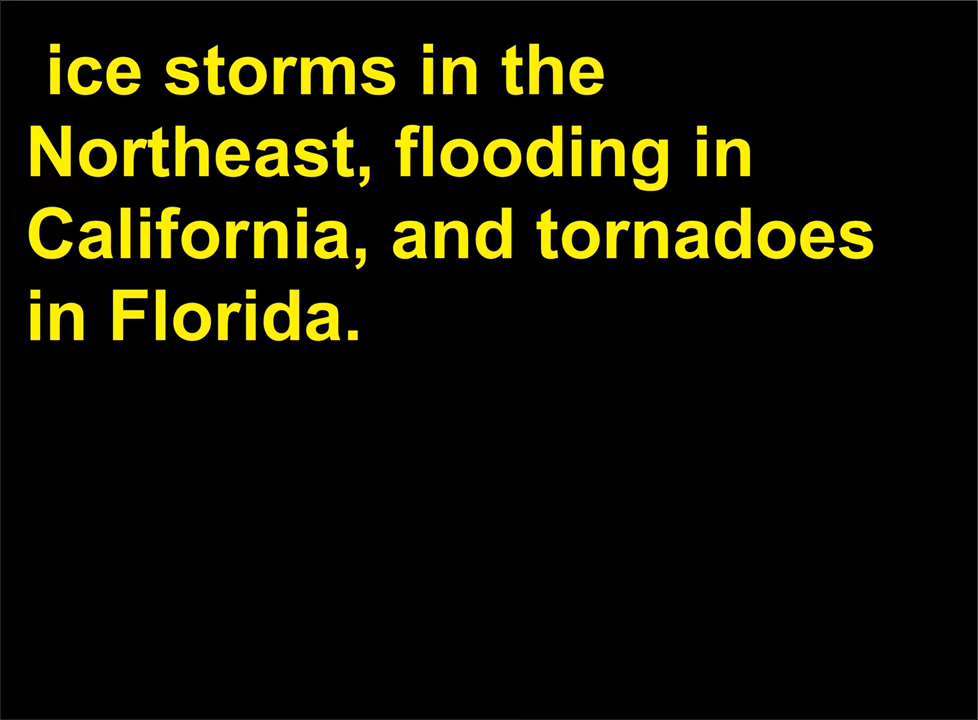 ice storms in the
Northeast, flooding in
California, and tornadoes
in Florida.